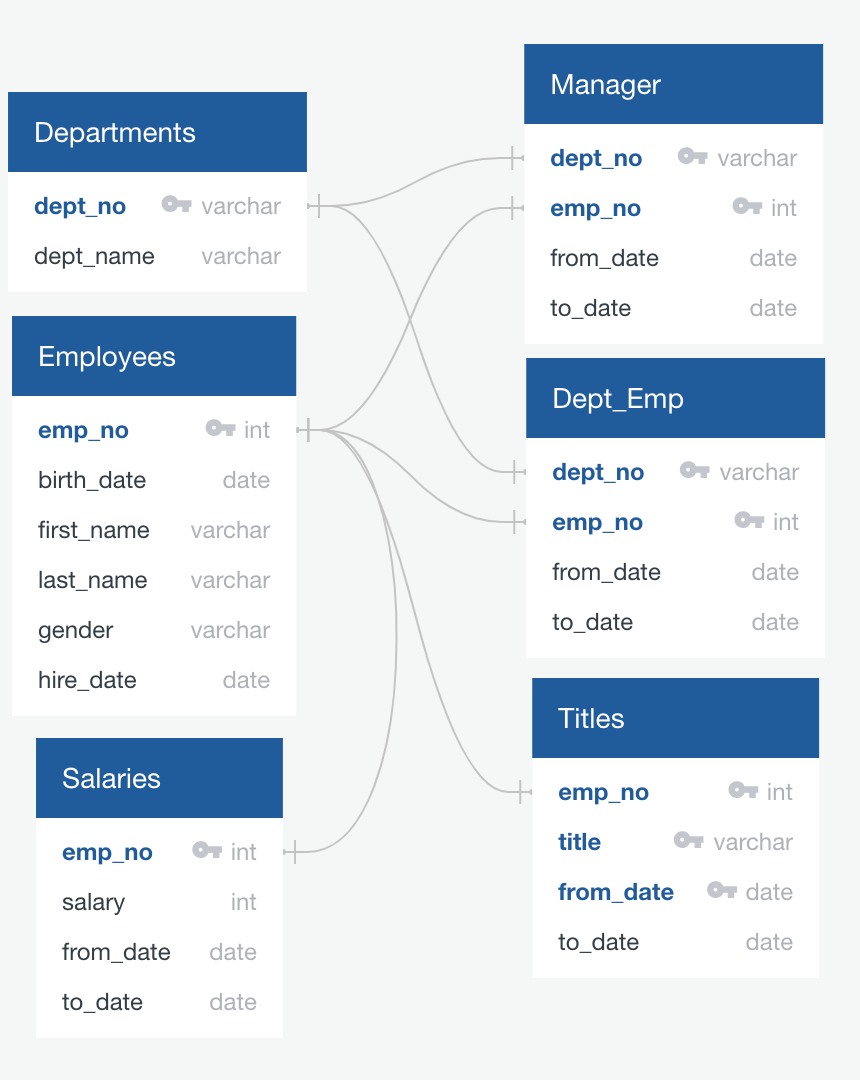 Departments
dept_no varchar
dept_name varchar
Employees
emp_no int
birth_date date
first_name varchar
last_name varchar
gender varchar
hire_date date
Salaries
emp_no int
salary int
from_date date
to_date date
Manager
dept_no varchar
emp_no int
from_date date
to_date date
Dept_Emp
dept_no varchar
emp_no int
from_date date
to_date date
Titles
emp_no int
title varchar
from_date date
to_date date